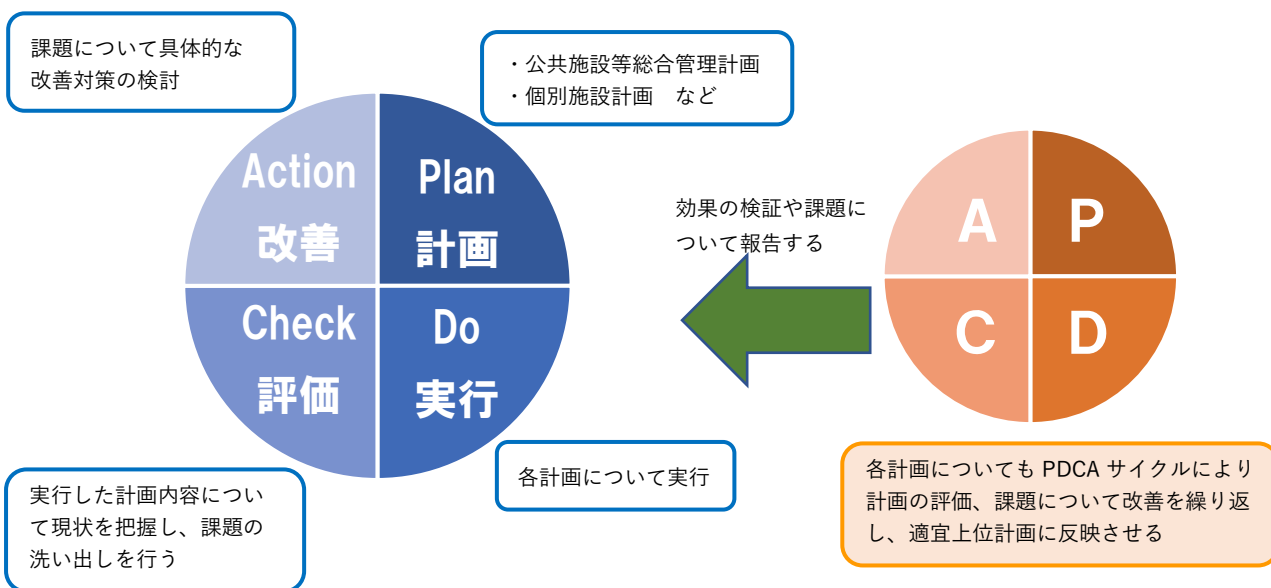 課題について具体的な
改善対策の検討
・公共施設等総合管理計画
・個別施設計画　など
Action
改善
Plan
計画
Check
評価
Do
実行
実行した計画内容につい
て現状を把握し、課題の
洗い出しを行う
各計画について実行
効果の検証や課題に
ついて報告する
A
P
C
D
各計画についても PDCA サイクルにより
計画の評価、課題について改善を繰り返
し、適宜上位計画に反映させる